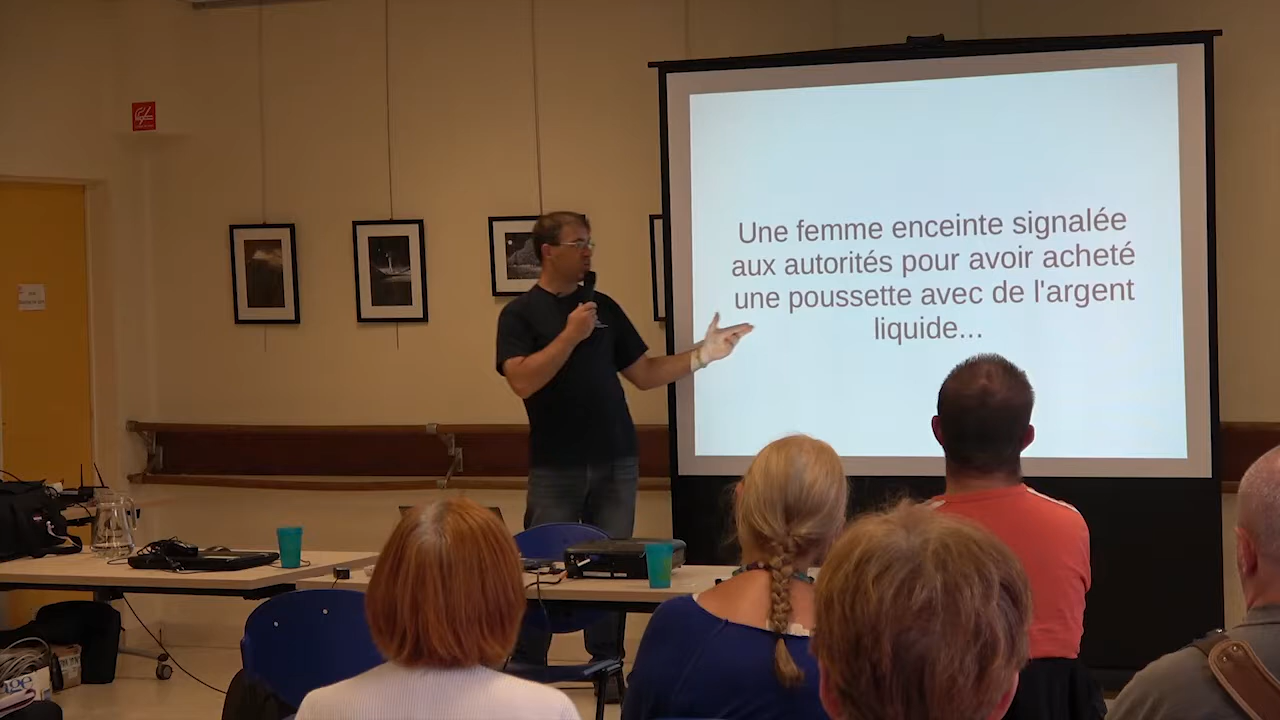 Une femme enceinte signalée
aux autorités pour avoir acheté
une poussette avec de l'argent
liquide...